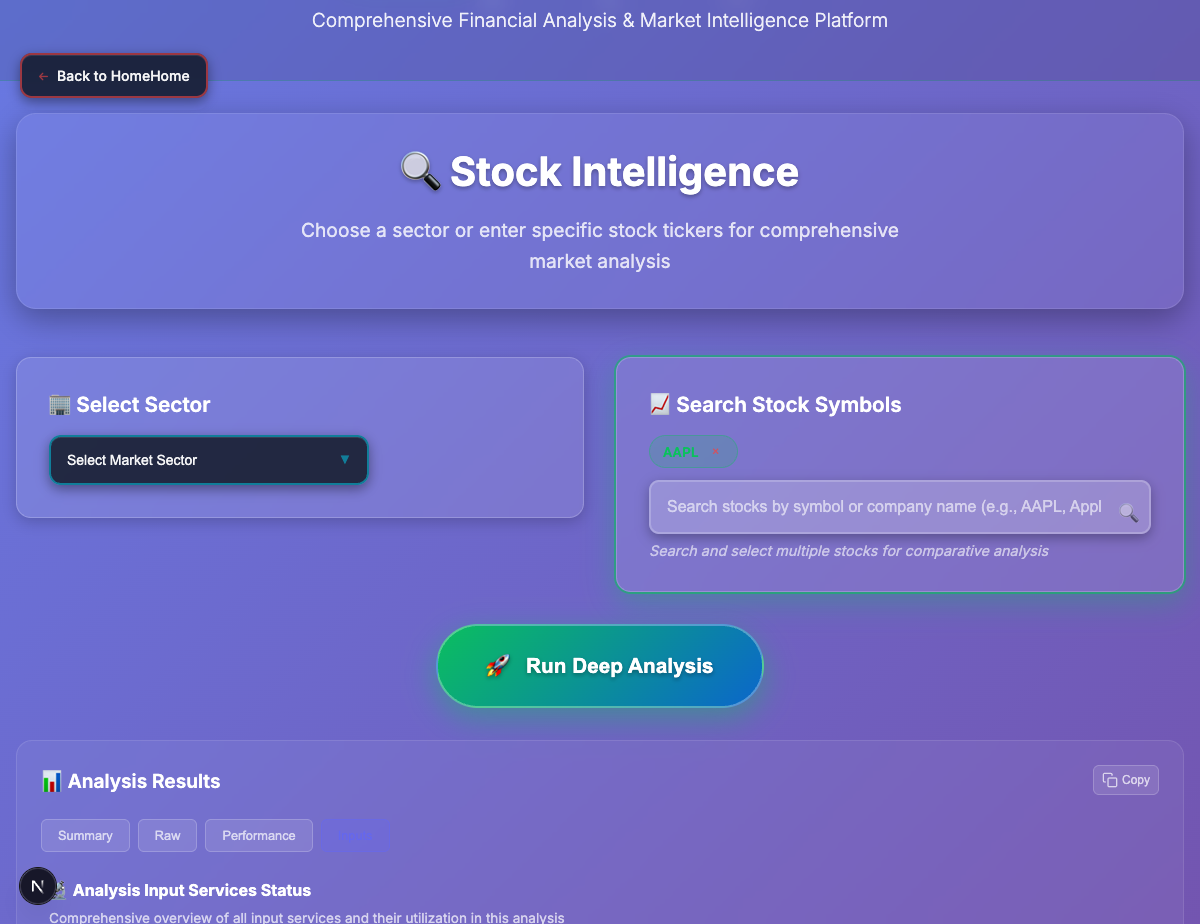 Comprehensive Financial Analysis & Market Intelligence Platform
← Back to HomeHome
Stock Intelligence
Choose a sector or enter specific stock tickers for comprehensive
market analysis
Select Sector
Select Market Sector ▼
Search Stock Symbols
AAPL
Search stocks by symbol or company name (e.g., AAPL, Appl
Search and select multiple stocks for comparative analysis
Run Deep Analysis
Analysis Results
Copy
Summary
Raw
Performance
N
Analysis Input Services Status
Comprehensive overview of all input services and their utilization in this analysis